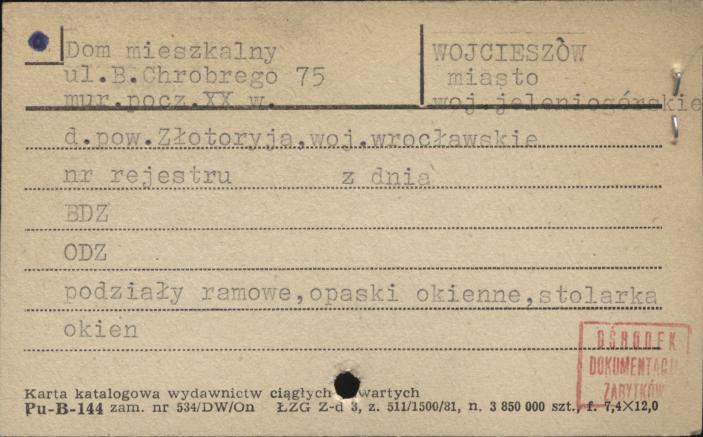 Dom mieszkalny
ul.B.Chrobrego 75
mur.pocz.XX w.
WOJCIESZÓW
miasto
woj.jeleniogórskie
d.pow.Złotoryja,woj.wrocławskie
nr rejestru z dnia
BDZ
ODZ
podziały ramowe,opaski okienne,stolarka
okien
OŚRODEK
DOKUMENTACJI
ZABYTKÓW
Karta katalogowa wydawnictw ciągłych wartych
Pu-B-144 zam. nr 534/DW/On ŁZG Z-d 3, z. 511/1500/81, n. 3 850 000 szt., f. 7,4×12,0